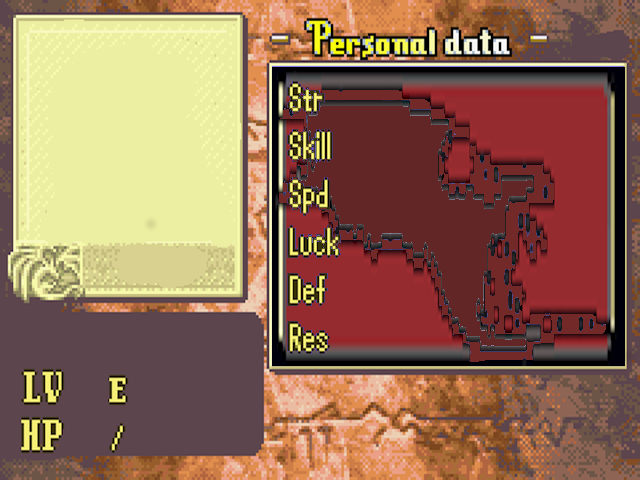 - Personal data -
Str
Skill
Spd
Luck
Def
Res
LV E
HP /